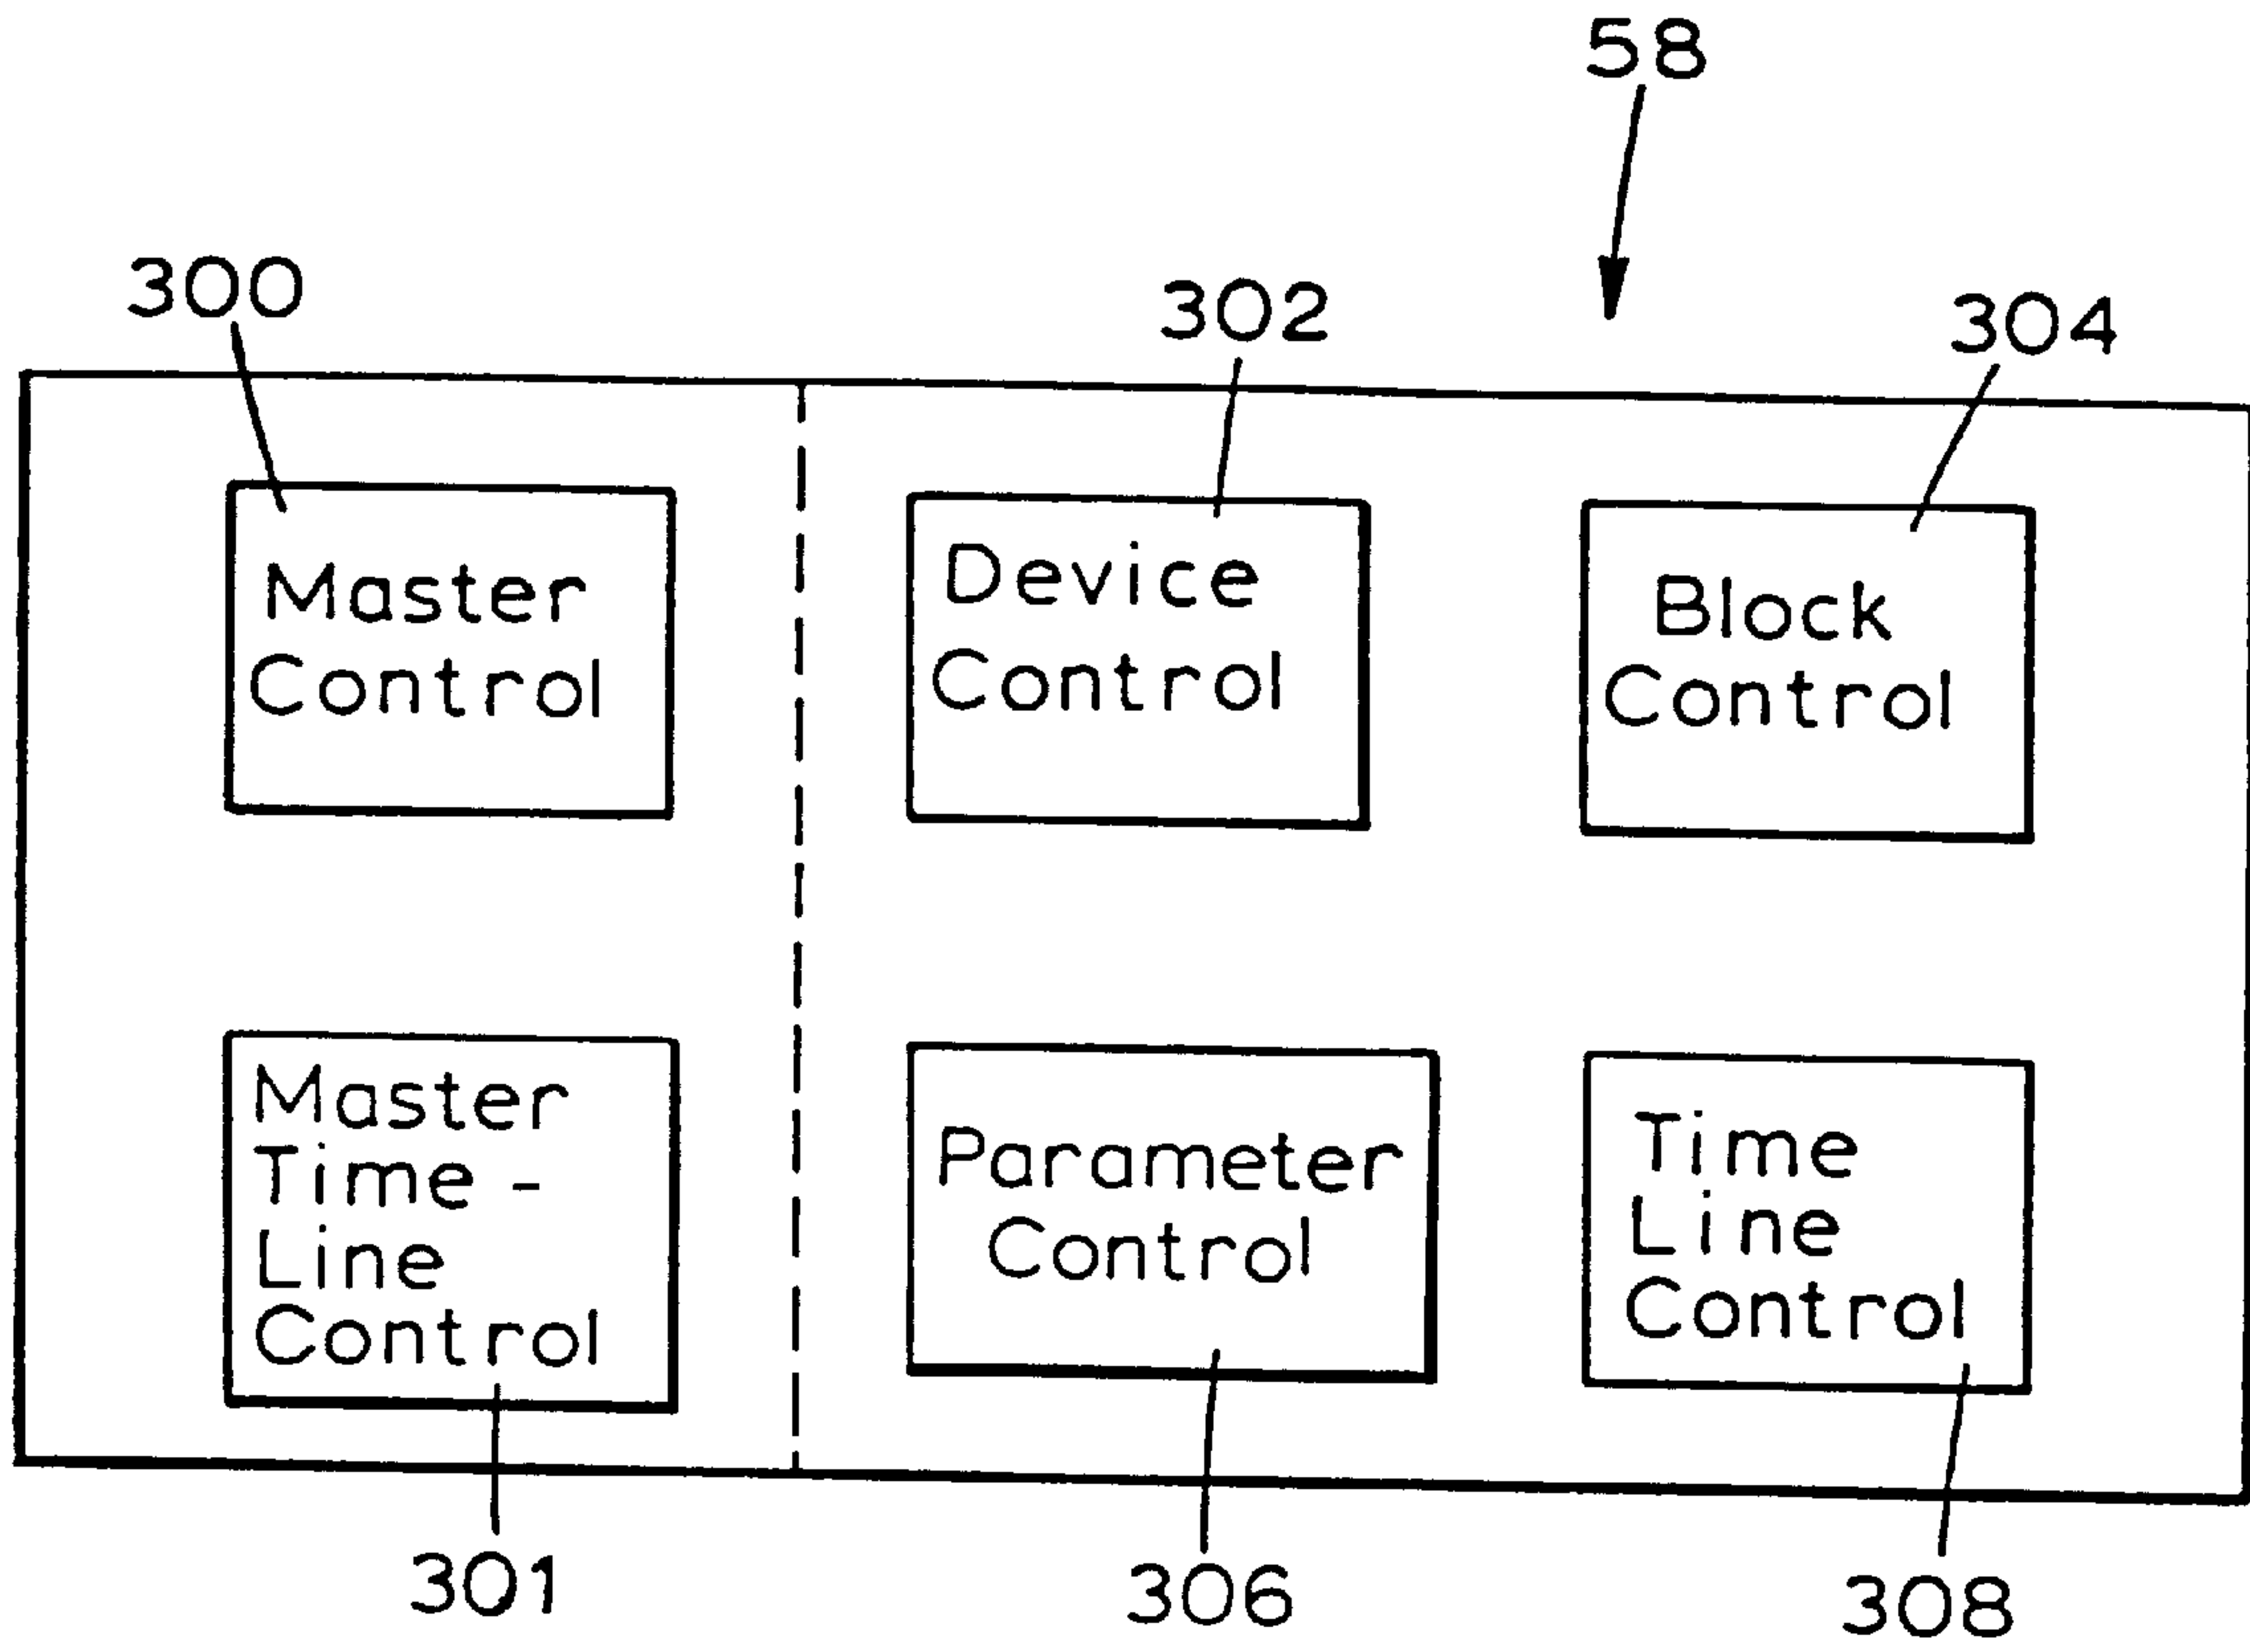 58
300
302
304
Master
Control
Device
Control
Block
Control
Master
Time -
Line
Control
Parameter
Control
Time
Line
Control
301
306
308